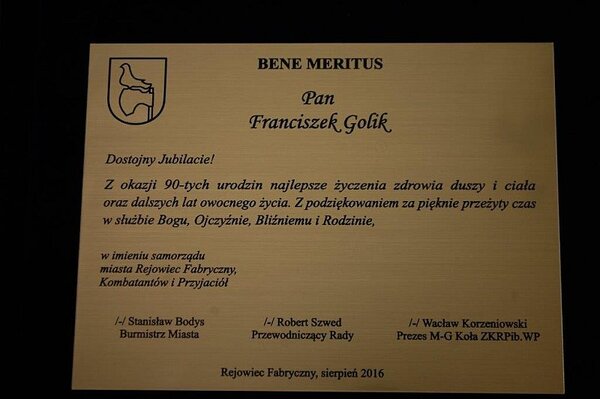 BENE MERITUS
Pan
Franciszek Golik
Dostojny Jubilacie!
Z okazji 90-tych urodzin najlepsze życzenia zdrowia duszy i ciała
oraz dalszych lat owocnego życia. Z podziękowaniem za pięknie przeżyty czas
w służbie Bogu, Ojczyźnie, Bliźniemu i Rodzinie,
w imieniu samorządu
miasta Rejowiec Fabryczny,
Kombatantów i Przyjaciół
/-/ Stanisław Bodys
Burmistrz Miasta
/-/ Robert Szwed
Przewodniczący Rady
/-/ Wacław Korzeniowski
Prezes M-G Koła ZKRPib.WP
Rejowiec Fabryczny, sierpień 2016